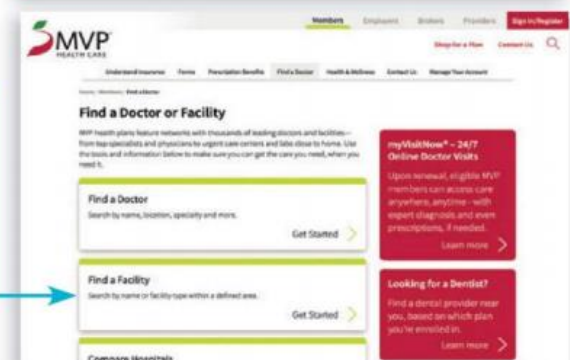 Members Employers Brokers Providers Sign In/Register
MVP
HEALTH CARE
Shop for a Plan Contact Us
Understand Insurance Forms Prescription Benefits Find a Doctor Health & Wellness Contact Us Manage Your Account
Home / Members / Find a Doctor
Find a Doctor or Facility
MVP health plans feature networks with thousands of leading doctors and facilities—
from top specialists and physicians to urgent care centers and labs close to home. Use
the tools and information below to make sure you can get the care you need, when you
need it.
Find a Doctor
Search by name, location, specialty and more.
Get Started
Find a Facility
Search by name or facility type within a defined area.
Get Started
Compare Hospitals
myVisitNow® – 24/7
Online Doctor Visits
Upon renewal, eligible MVP
members can access care
anywhere, anytime – with
expert diagnosis and even
prescriptions, if needed.
Learn more
Looking for a Dentist?
Find a dental provider near
you, based on which plan
you're enrolled in.
Learn more